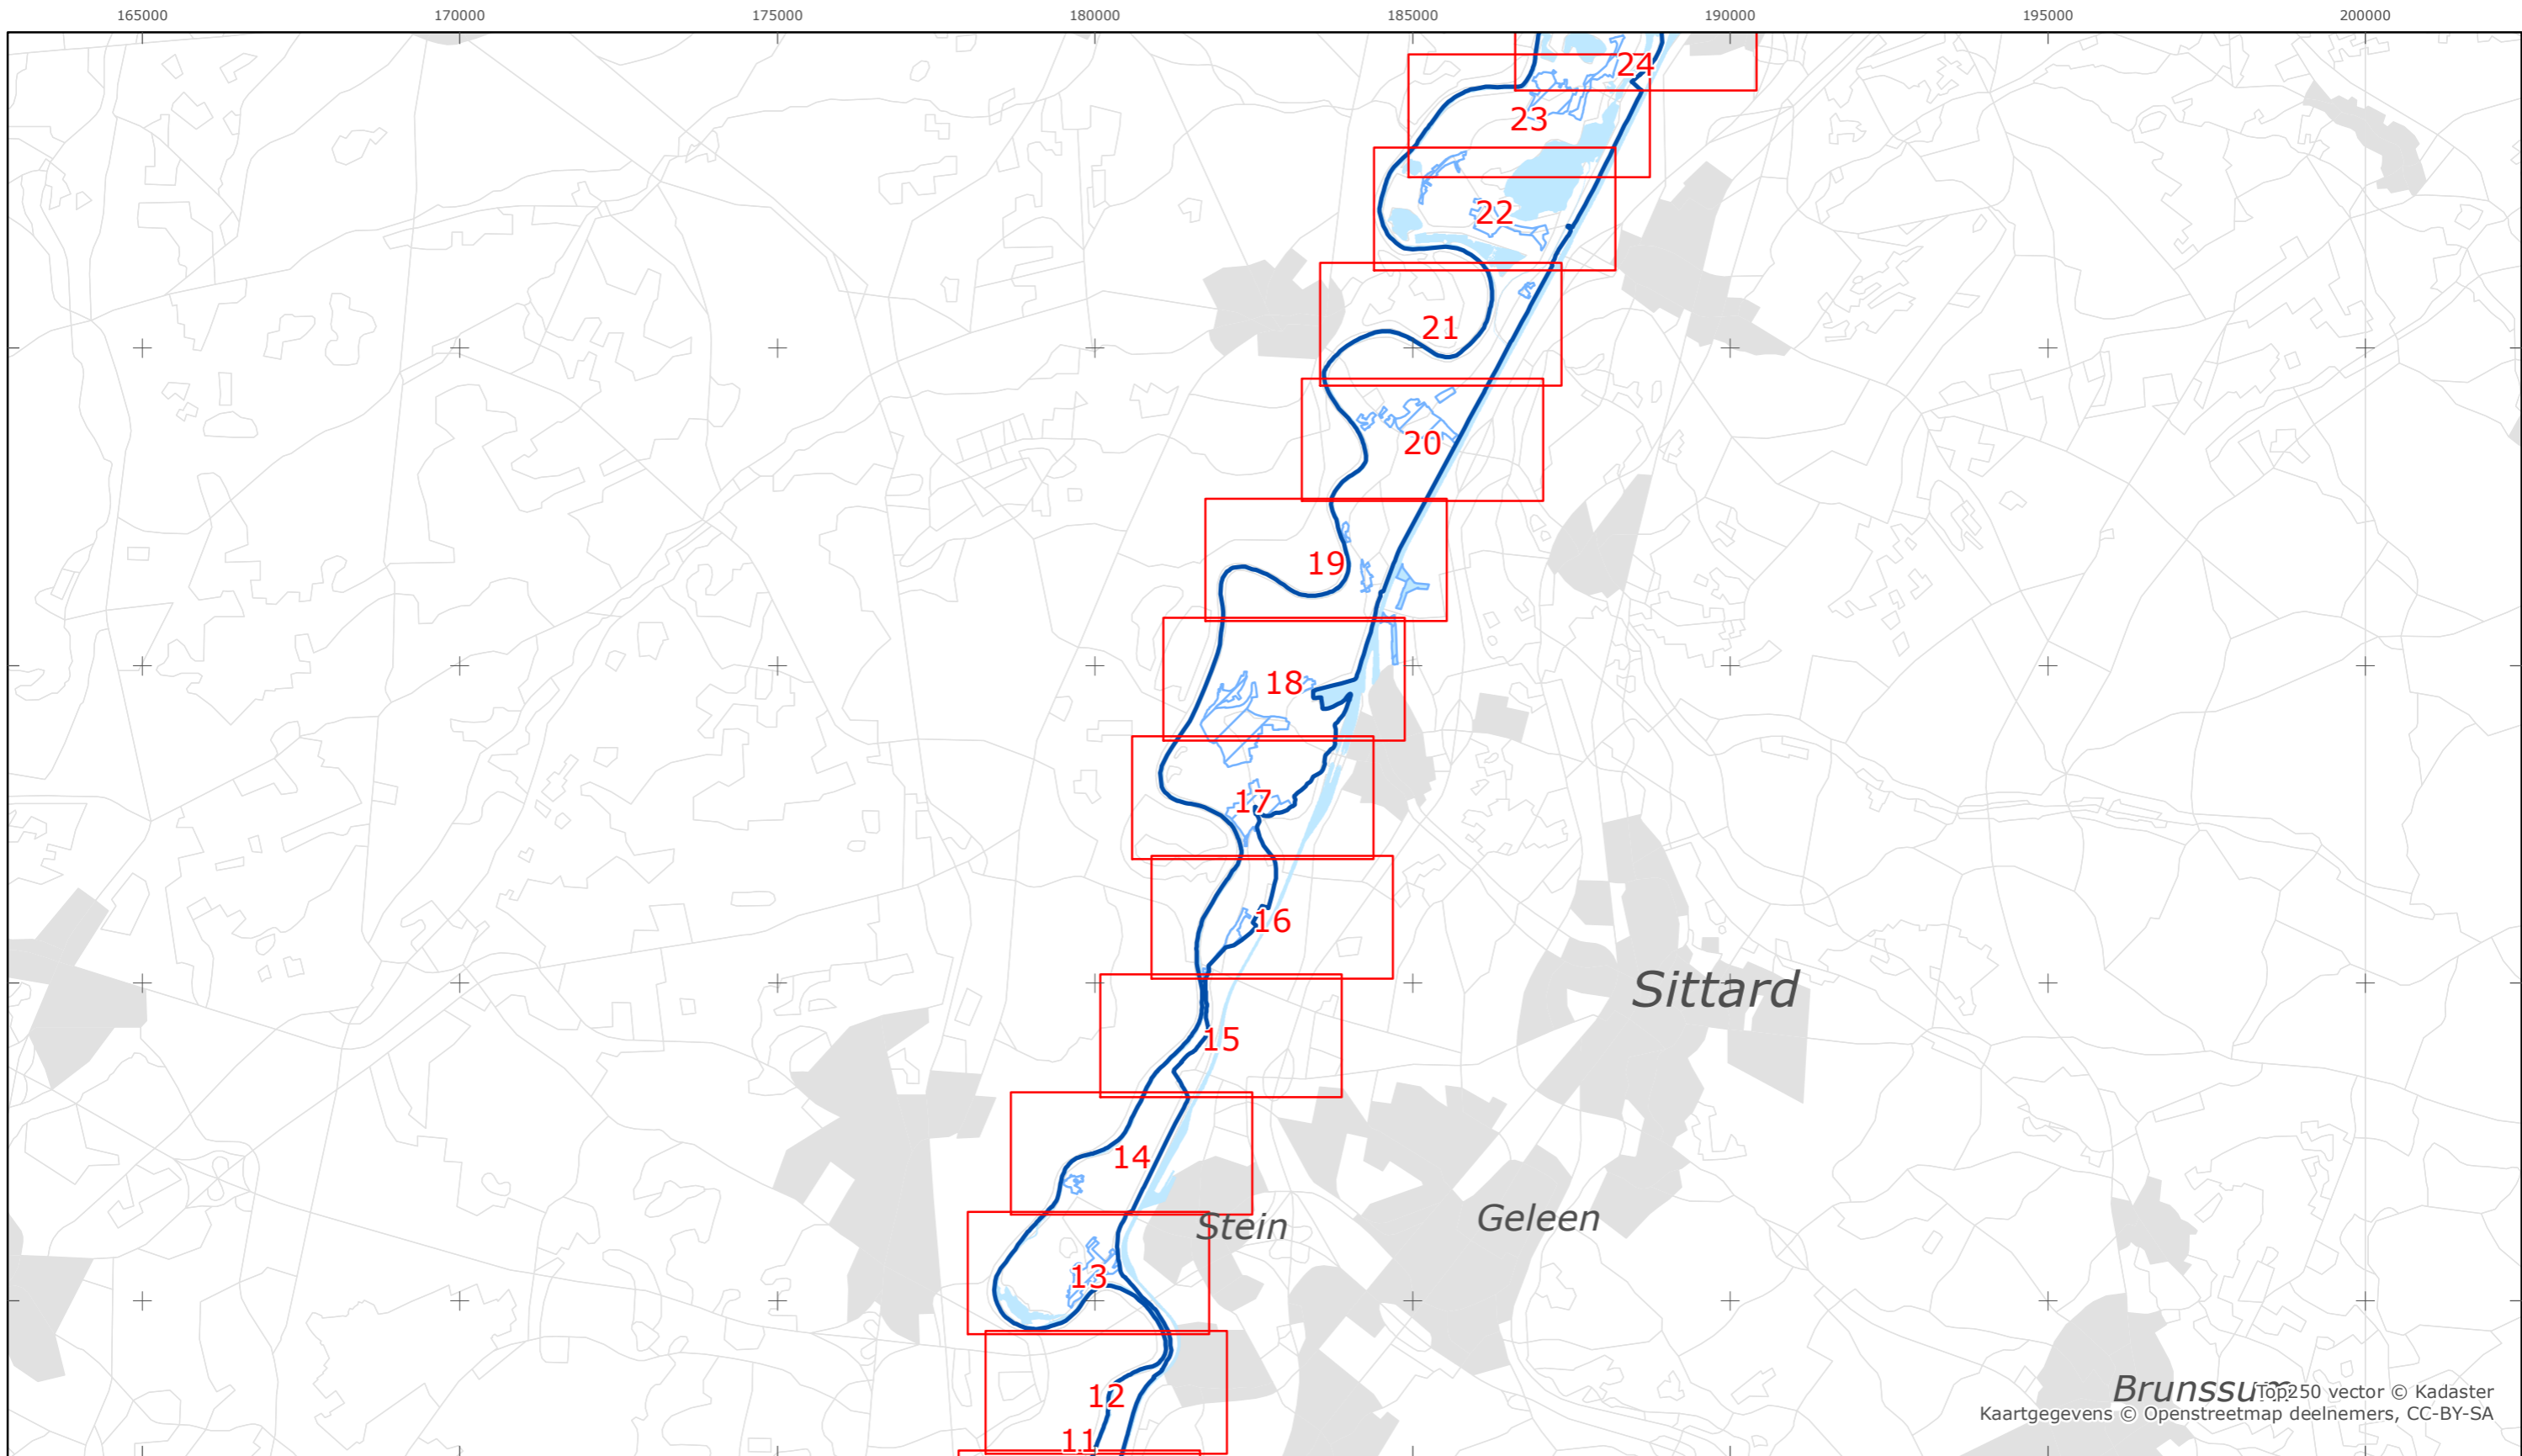 165000 170000 175000 180000 185000 190000 195000 200000
24
23
22
21
20
19
18
17
16
Sittard
15
14
Geleen
Stein
13
Brunssum
Top250 vector © Kadaster
12
Kaartgegevens © Openstreetmap deelnemers, CC-BY-SA
11